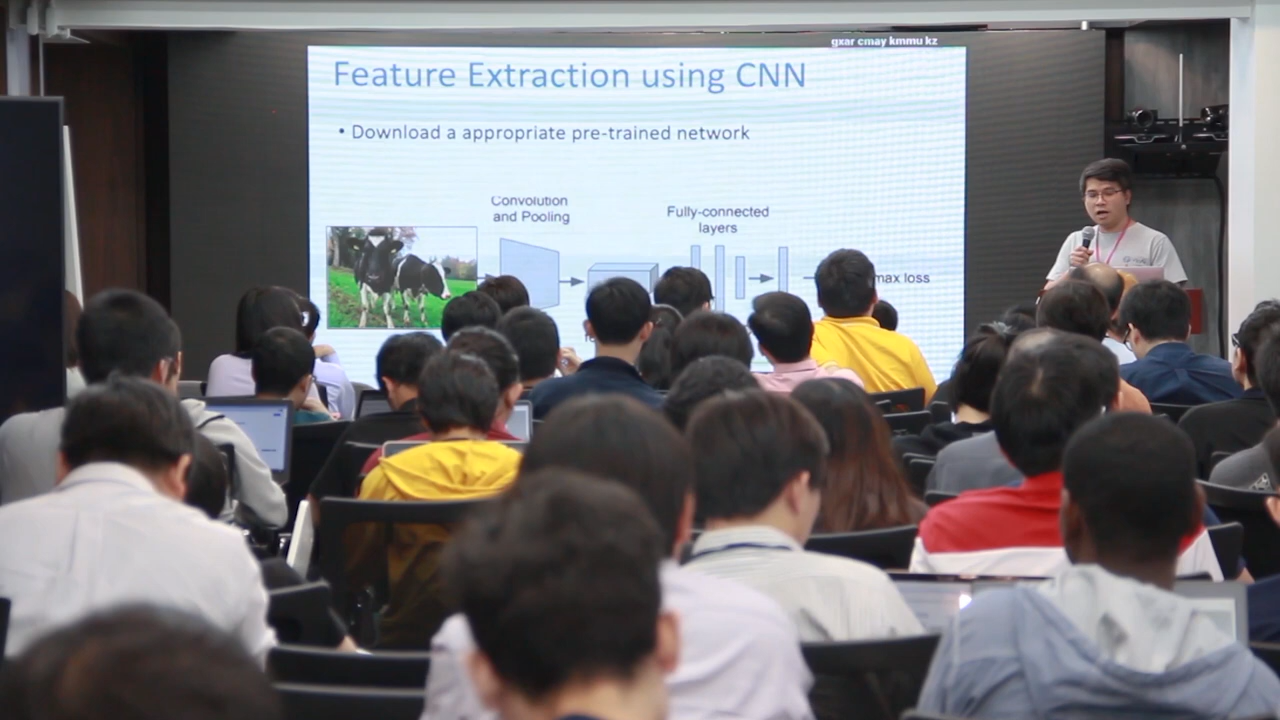 gxar cmay kmmu kz
Feature Extraction using CNN
• Download a appropriate pre-trained network
Convolution
and Pooling
Fully-connected
layers
max loss